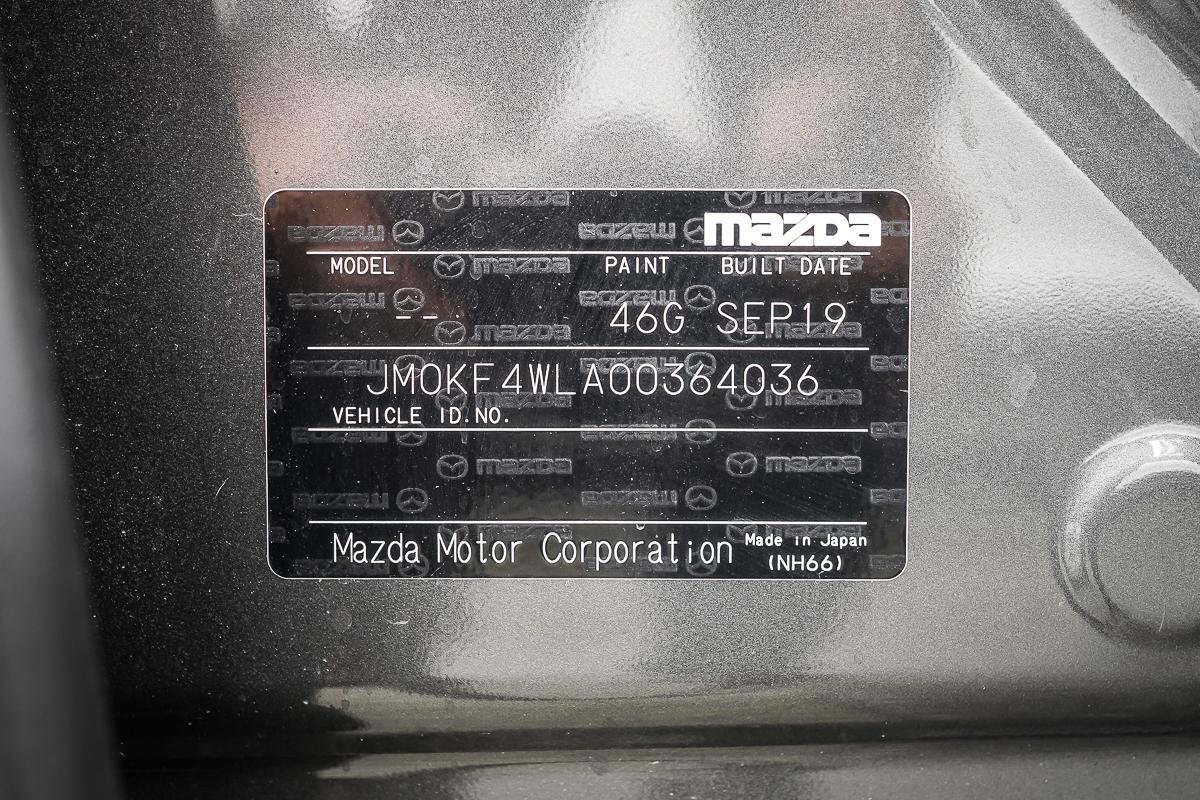 mazda
MODEL PAINT BUILT DATE
-- 46G SEP19
JM0KF4WLA00364036
VEHICLE ID.NO.
Mazda Motor Corporation Made in Japan
(NH66)